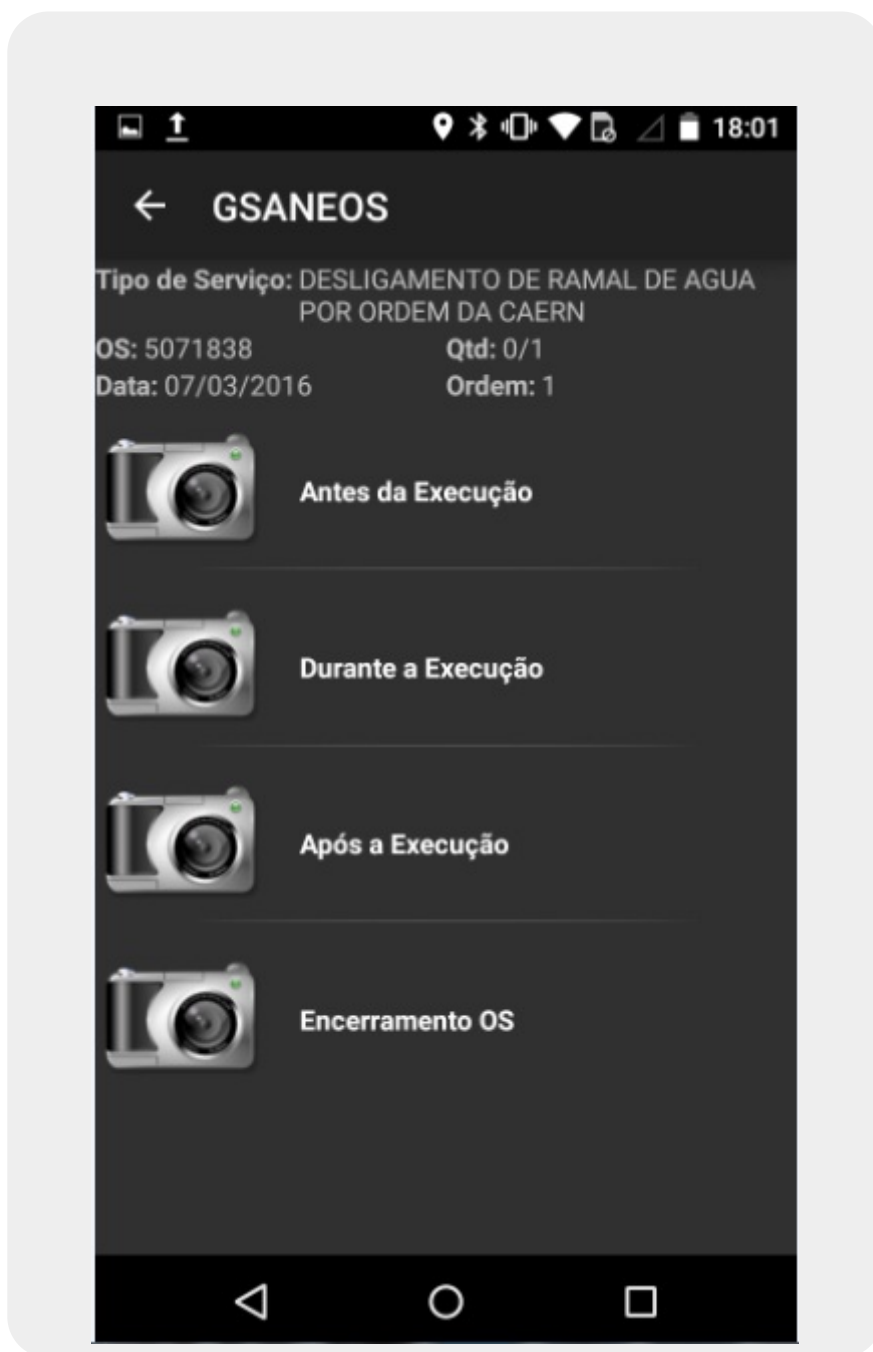 18:01
GSANEOS
Tipo de Serviço: DESLIGAMENTO DE RAMAL DE AGUA
POR ORDEM DA CAERN
OS: 5071838 Qtd: 0/1
Data: 07/03/2016 Ordem: 1
Antes da Execução
Durante a Execução
Após a Execução
Encerramento OS